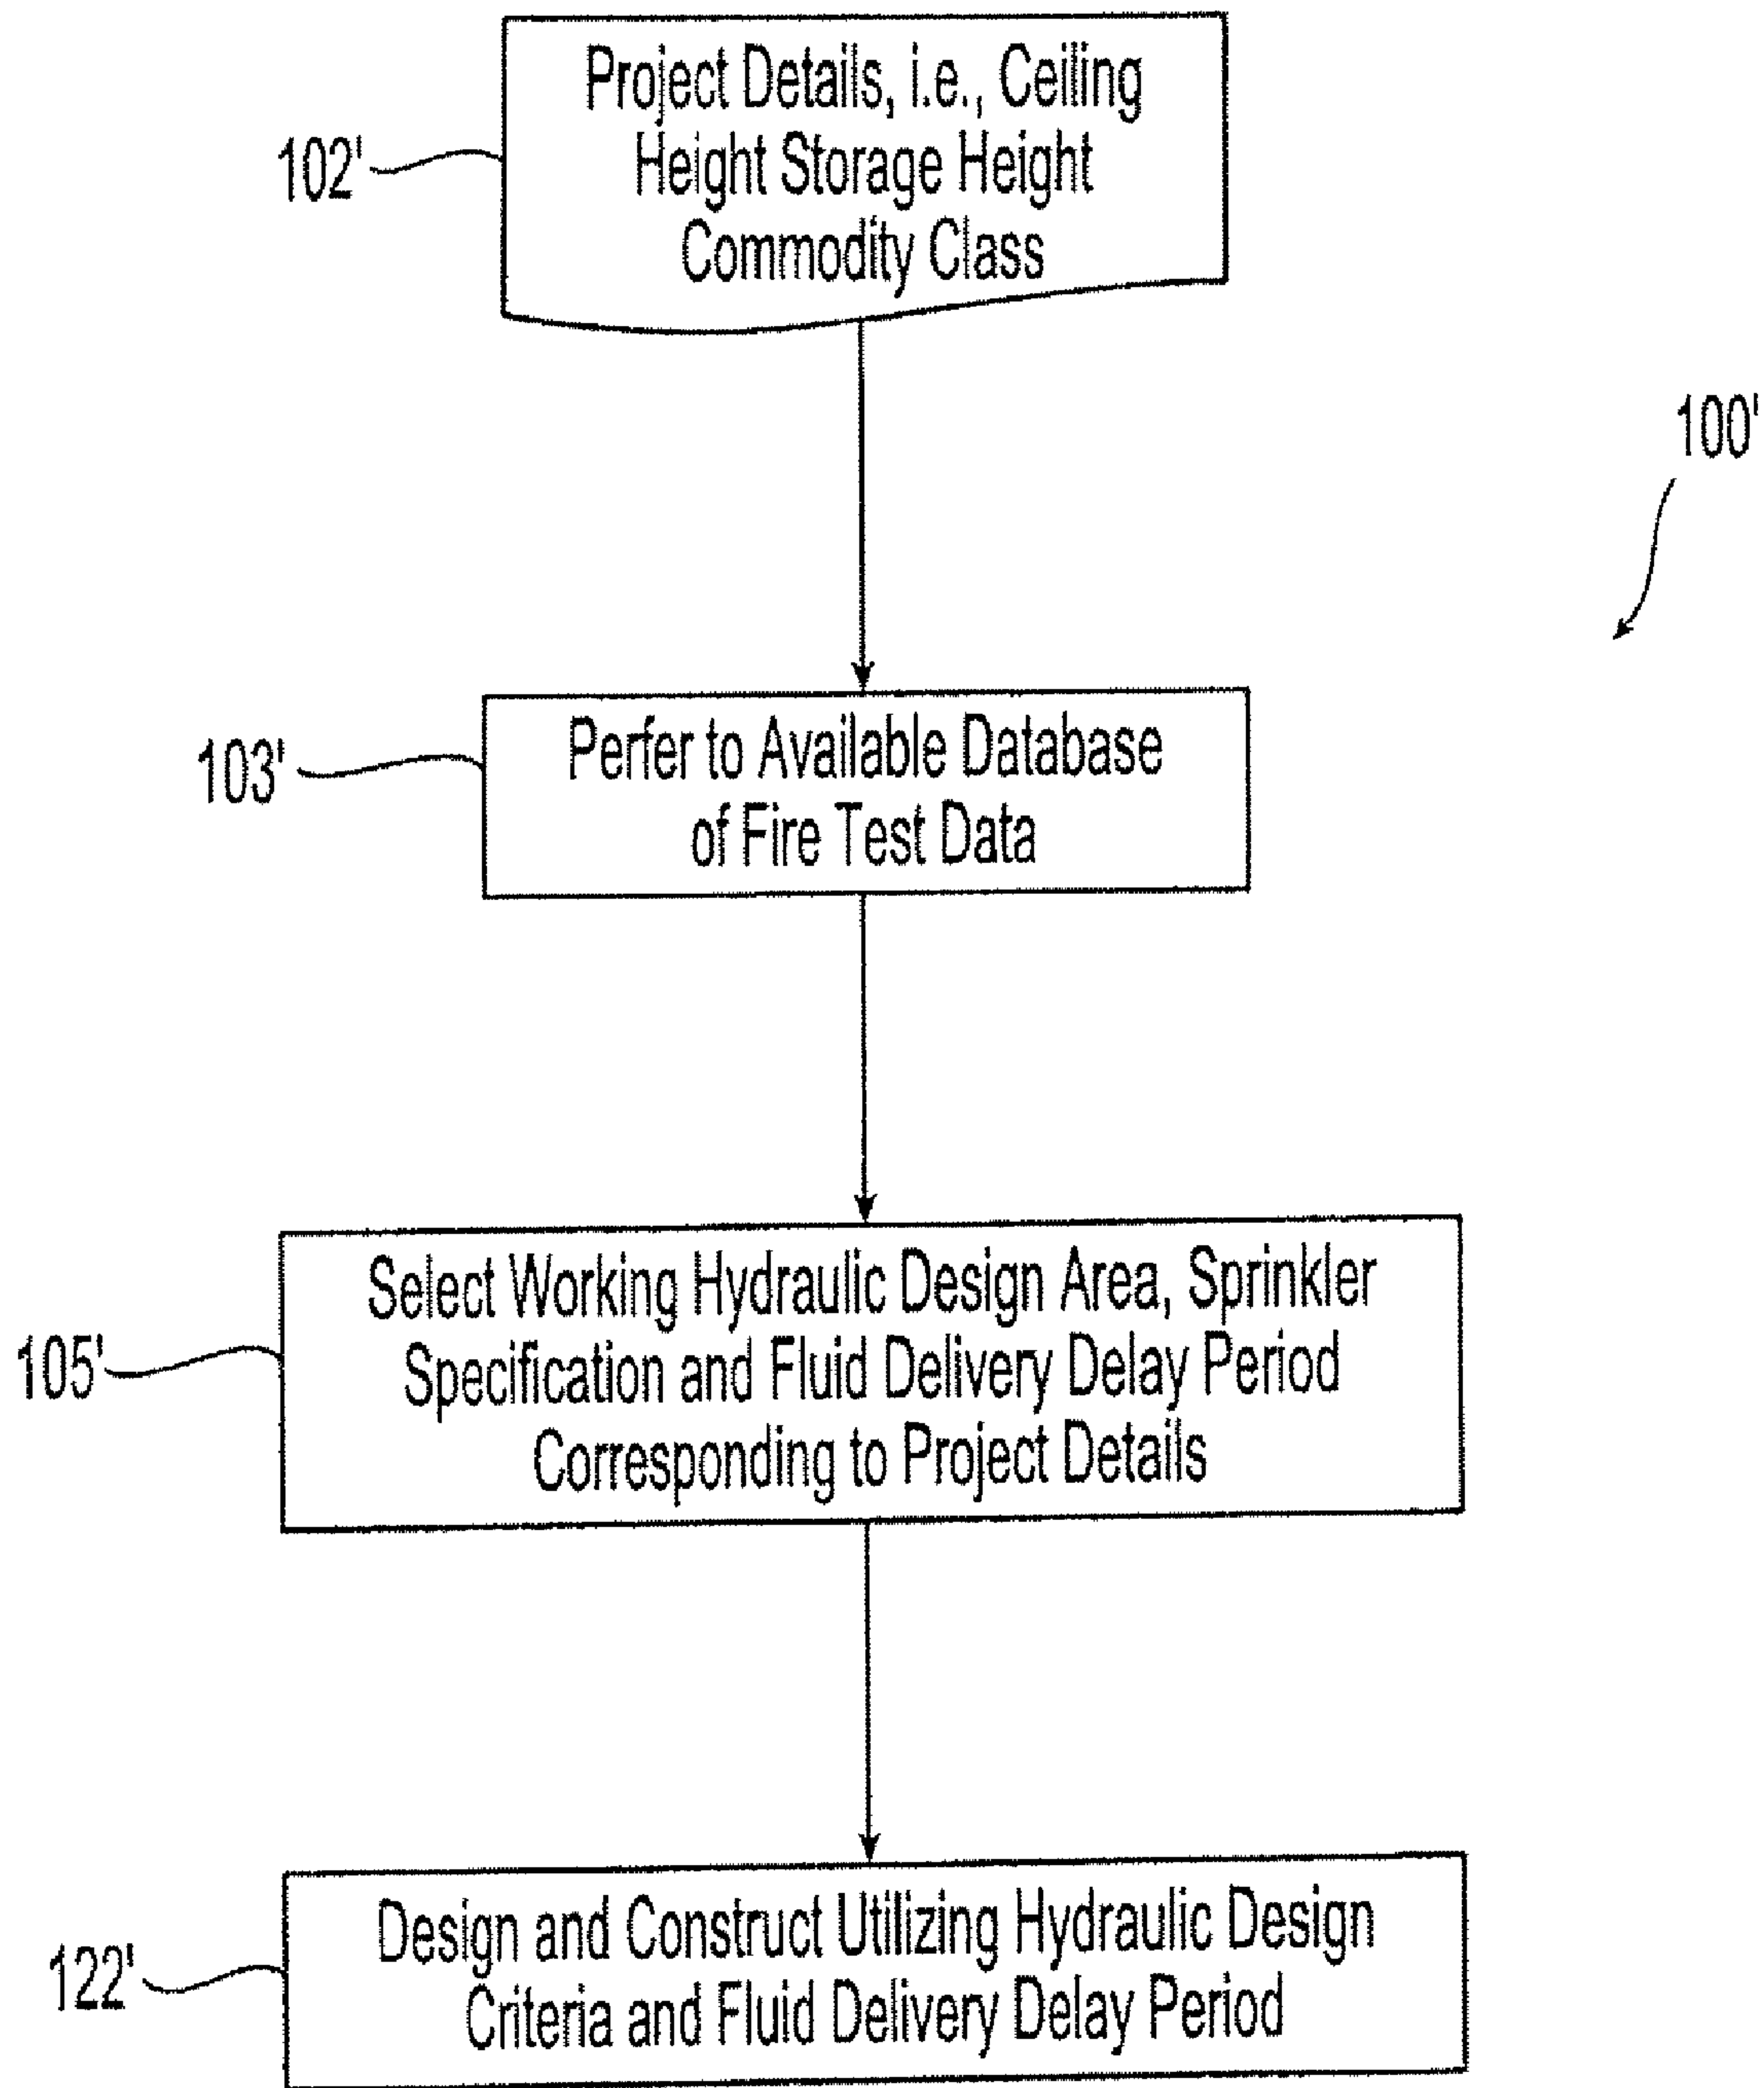 Project Details, i.e., Ceiling
Height Storage Height
Commodity Class
102'
100'
Perfer to Available Database
of Fire Test Data
103'
Select Working Hydraulic Design Area, Sprinkler
Specification and Fluid Delivery Delay Period
Corresponding to Project Details
105'
Design and Construct Utilizing Hydraulic Design
Criteria and Fluid Delivery Delay Period
122'